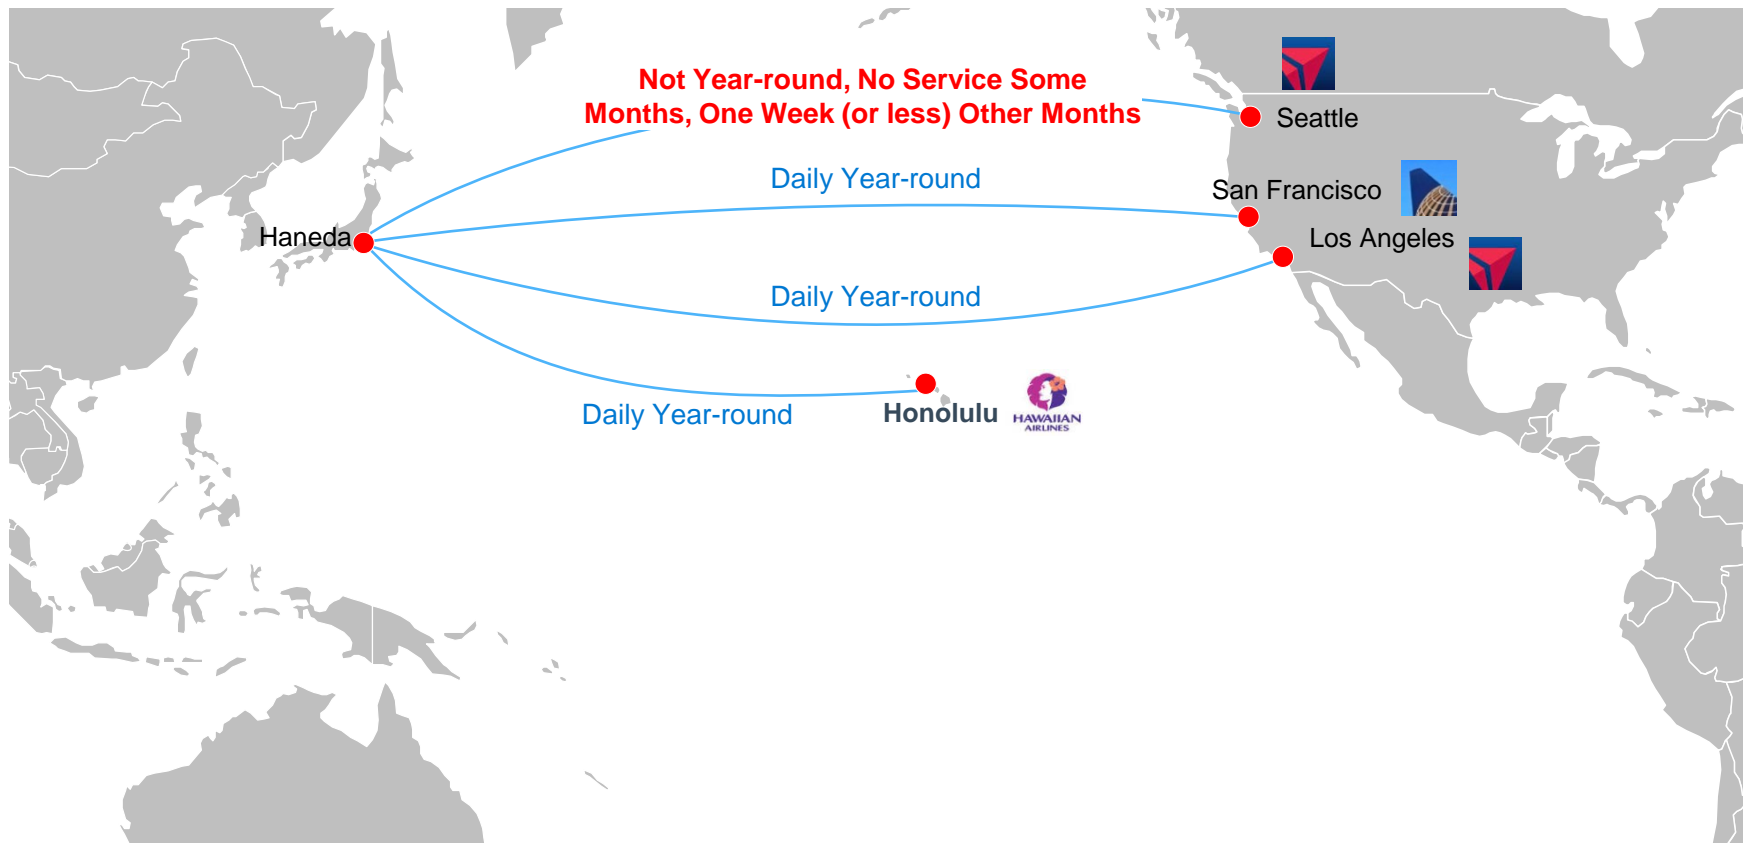 Not Year-round, No Service Some
Months, One Week (or less) Other Months
Seattle
Daily Year-round
San Francisco
Haneda
Los Angeles
Daily Year-round
Daily Year-round
Honolulu
HAWAIIAN
AIRLINES